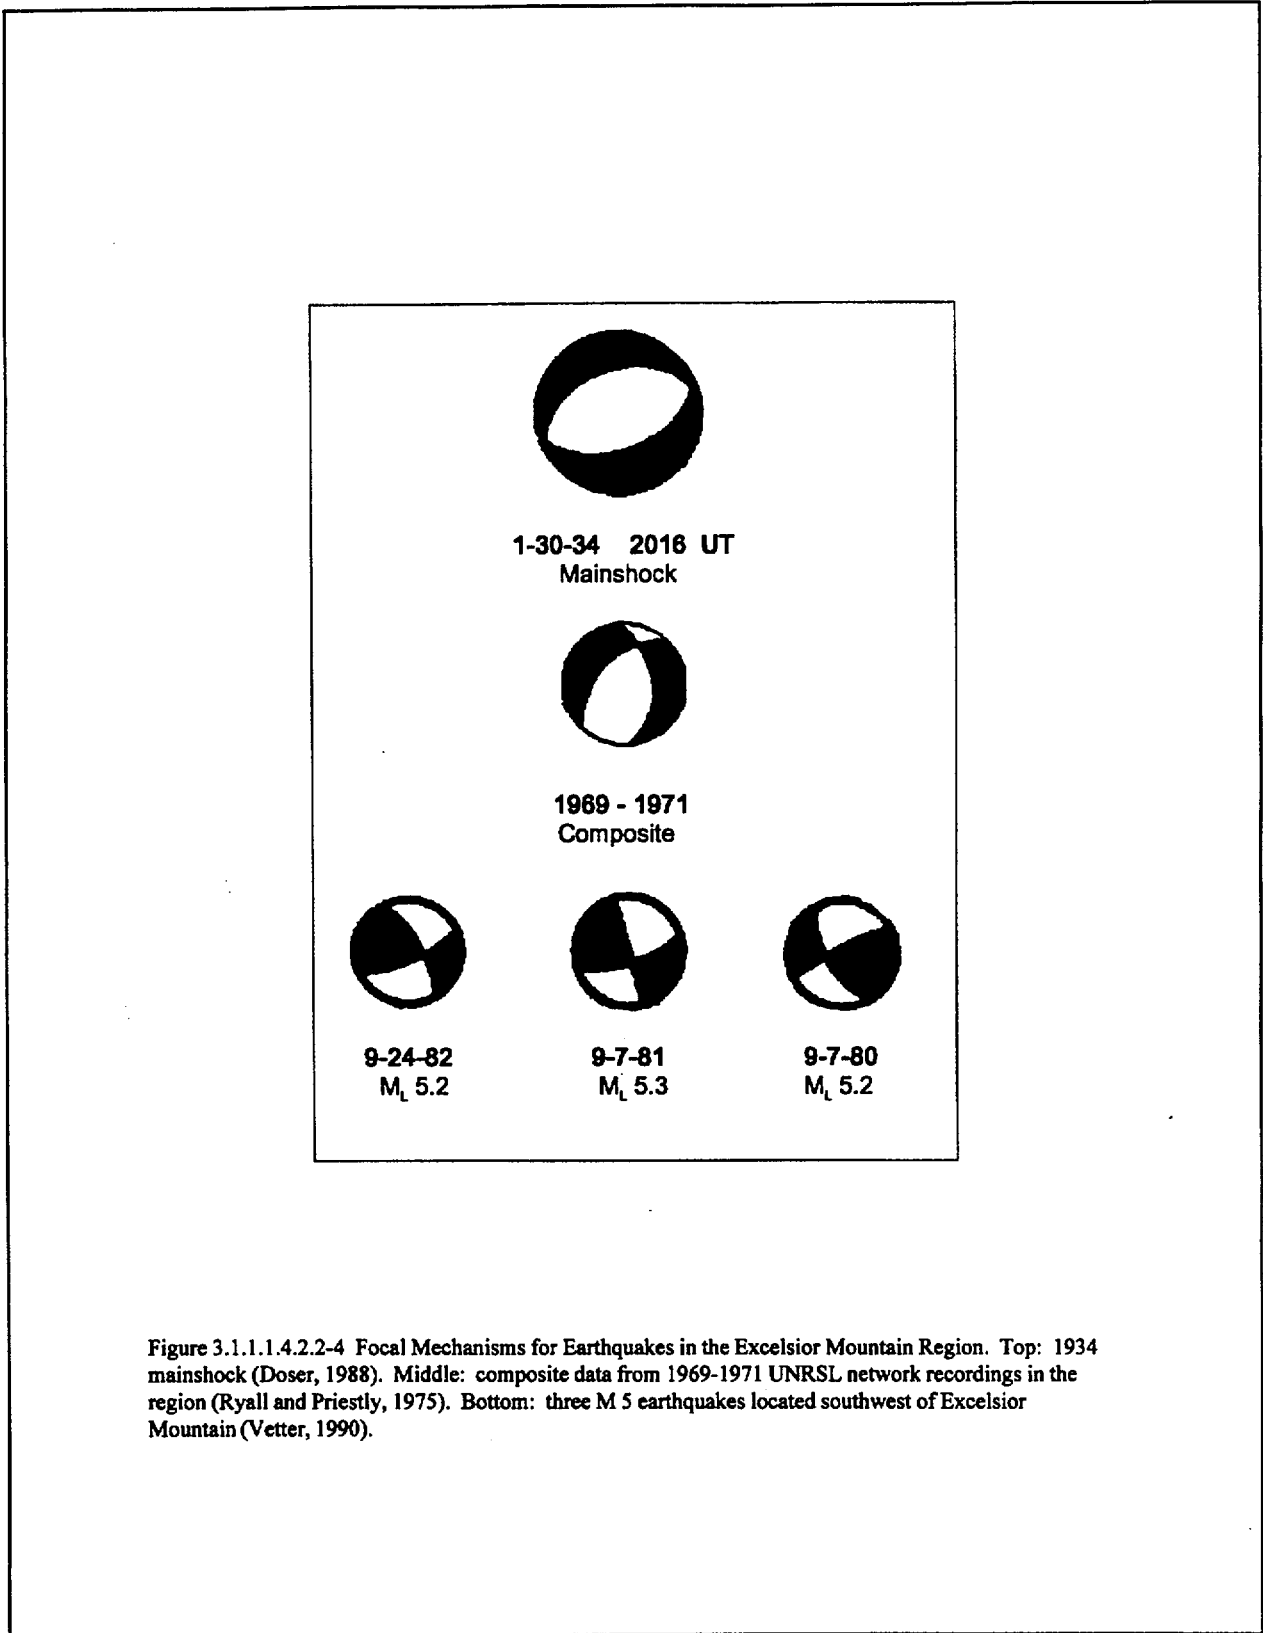 1-30-34 2016 UT
Mainshock
1969 - 1971
Composite
9-24-82 9-7-81 9-7-80
ML 5.2 ML 5.3 ML 5.2
Figure 3.1.1.1.4.2.2-4 Focal Mechanisms for Earthquakes in the Excelsior Mountain Region. Top: 1934
mainshock (Doser, 1988). Middle: composite data from 1969-1971 UNRSL network recordings in the
region (Ryall and Priestly, 1975). Bottom: three M 5 earthquakes located southwest of Excelsior
Mountain (Vetter, 1990).